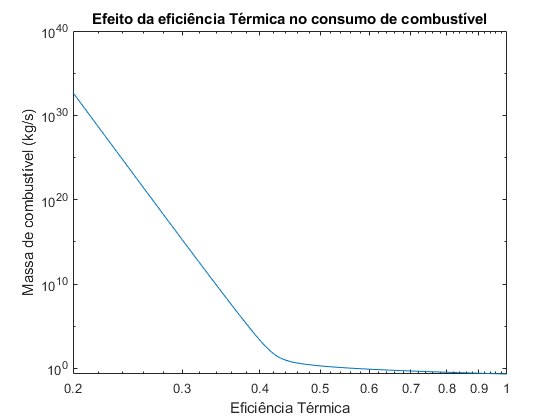 Efeito da eficiência Térmica no consumo de combustível
10^40
10^30
10^20
10^10
10^0
Massa de combustível (kg/s)
0.2 0.3 0.4 0.5 0.6 0.7 0.8 0.9 1
Eficiência Térmica